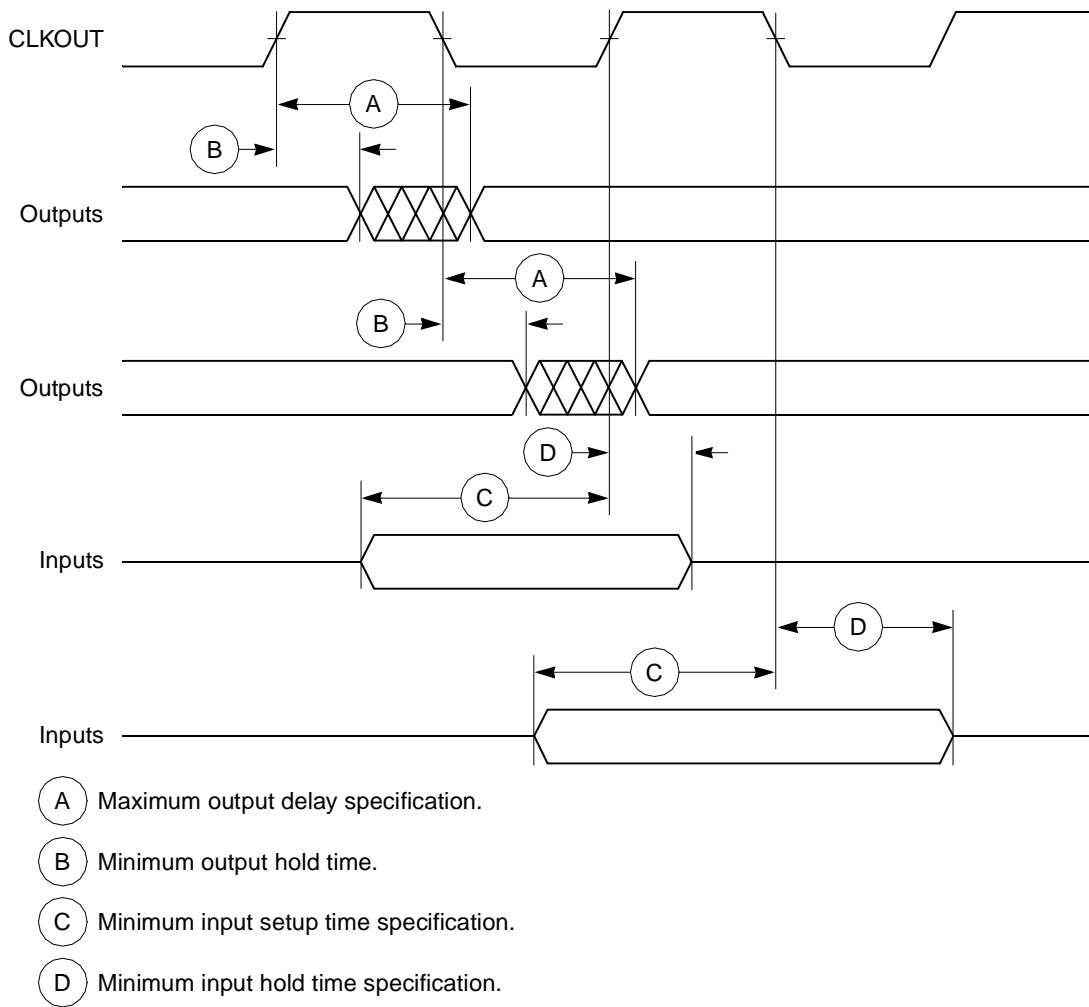 CLKOUT
A
B
Outputs
A
B
Outputs
D
C
Inputs
D
C
Inputs
A Maximum output delay specification.
B Minimum output hold time.
C Minimum input setup time specification.
D Minimum input hold time specification.